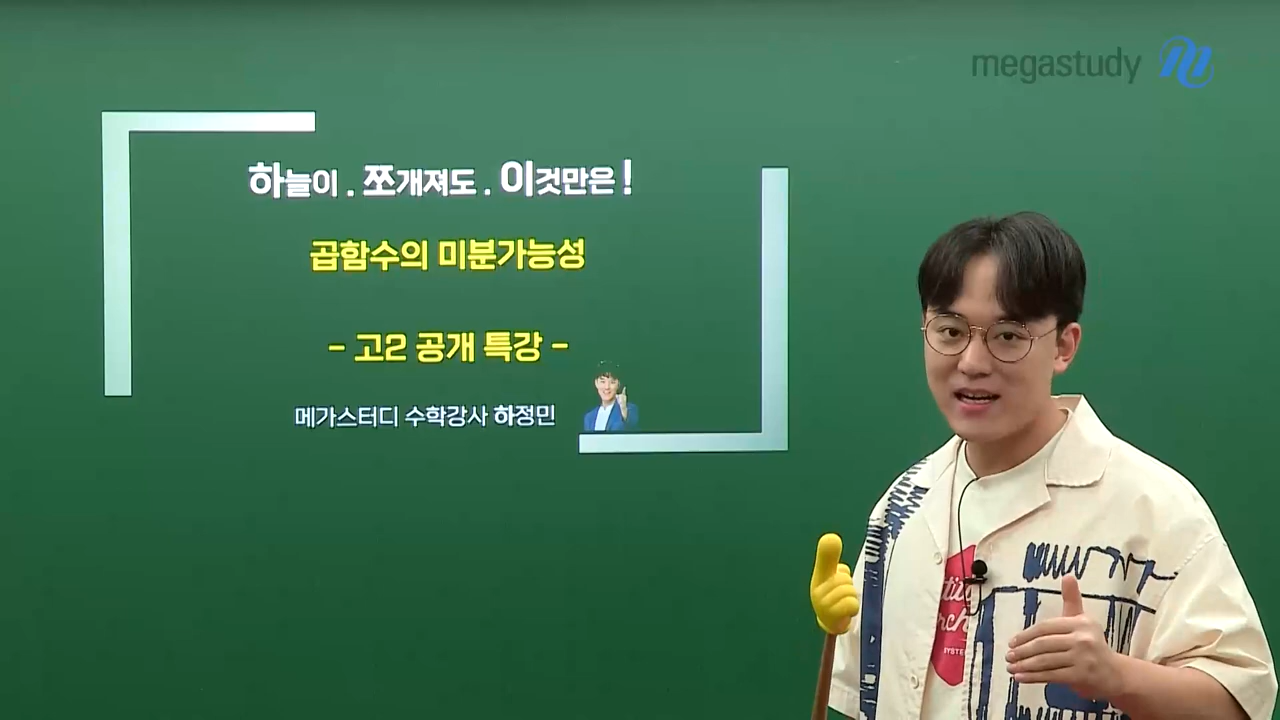 megastudy
하늘이 . 쪼개져도 . 이것만은 !
곱함수의 미분가능성
- 고2 공개 특강 -
메가스터디 수학강사 하정민